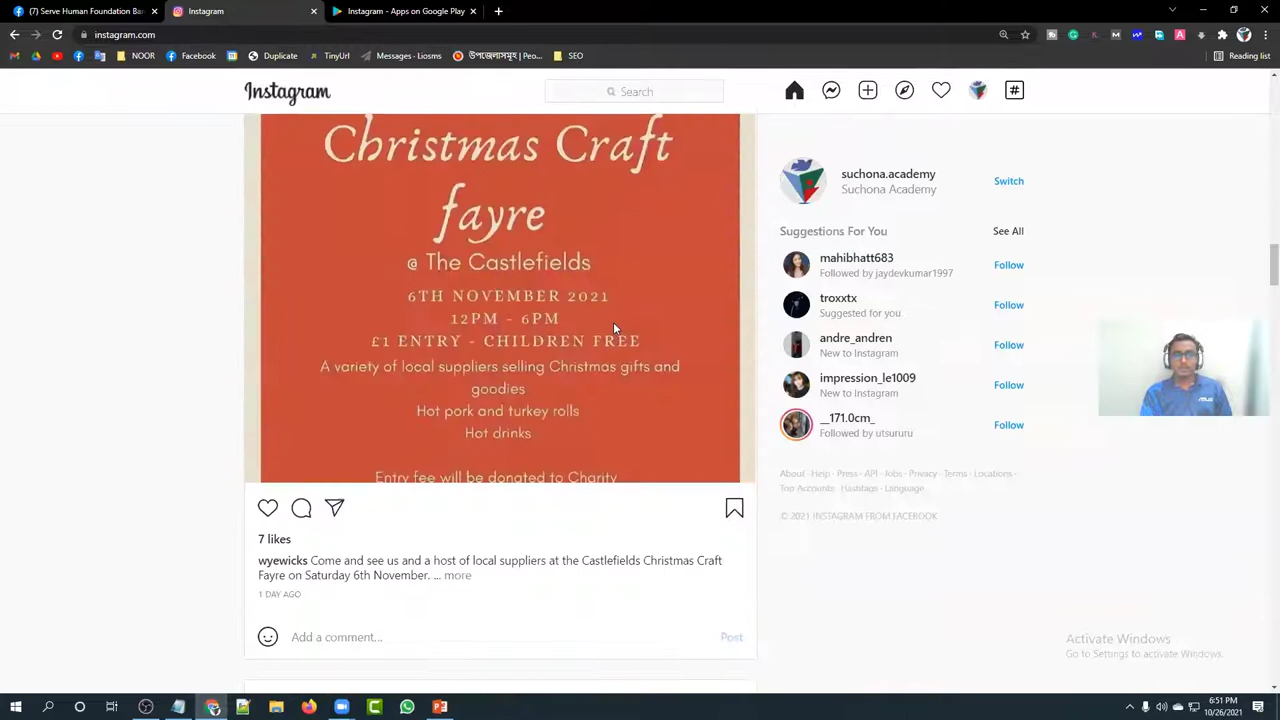 (7) Serve Human Foundation Ba
Instagram
Instagram - Apps on Google Play
instagram.com
Gmail
NOOR
Facebook
Duplicate
TinyUrl
Messages - Liosms
উপজেলাসমূহ | Peo...
SEO
Reading list
Instagram
Search
Christmas Craft
fayre
@ The Castlefields
6TH NOVEMBER 2021
12PM - 6PM
£1 ENTRY - CHILDREN FREE
A variety of local suppliers selling Christmas gifts and
goodies
Hot pork and turkey rolls
Hot drinks
Entry fee will be donated to Charity
7 likes
wyewicks Come and see us and a host of local suppliers at the Castlefields Christmas Craft
Fayre on Saturday 6th November. ... more
1 DAY AGO
Add a comment...
Post
suchona.academy
Suchona Academy
Switch
Suggestions For You
See All
mahibhatt683
Followed by jaydevkumar1997
Follow
troxxtx
Suggested for you
Follow
andre_andren
New to Instagram
Follow
impression_le1009
New to Instagram
Follow
__171.0cm_
Followed by utsururu
Follow
About · Help · Press · API · Jobs · Privacy · Terms · Locations ·
Top Accounts · Hashtags · Language
© 2021 INSTAGRAM FROM FACEBOOK
ASUS
Activate Windows
Go to Settings to activate Windows.
6:51 PM
10/26/2021